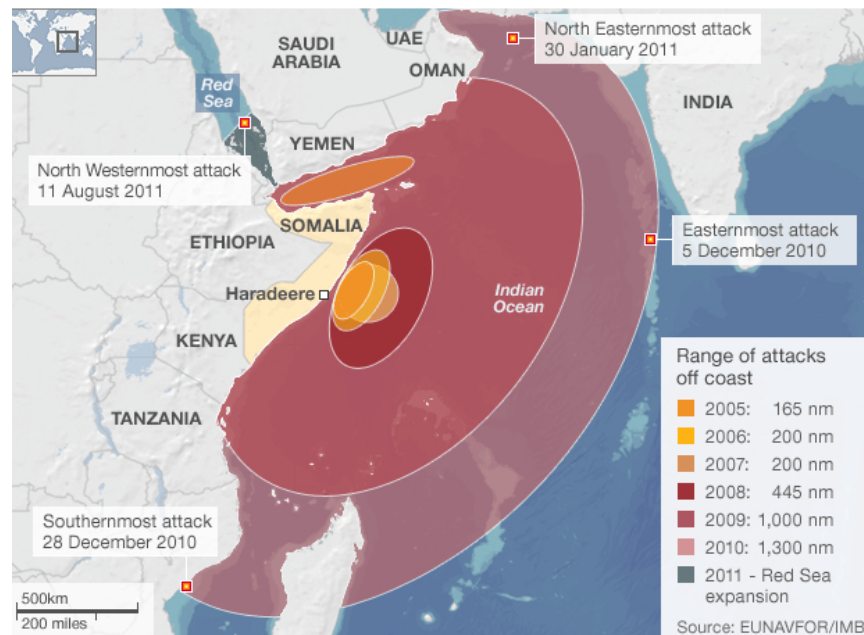 North Easternmost attack
30 January 2011
UAE
SAUDI
ARABIA
OMAN
Red
Sea
INDIA
YEMEN
North Westernmost attack
11 August 2011
SOMALIA
ETHIOPIA
Easternmost attack
5 December 2010
Haradeere
Indian
Ocean
KENYA
Range of attacks
off coast
2005: 165 nm
2006: 200 nm
2007: 200 nm
2008: 445 nm
2009: 1,000 nm
2010: 1,300 nm
2011 - Red Sea
expansion
TANZANIA
Southernmost attack
28 December 2010
500km
200 miles
Source: EUNAVFOR/IMB